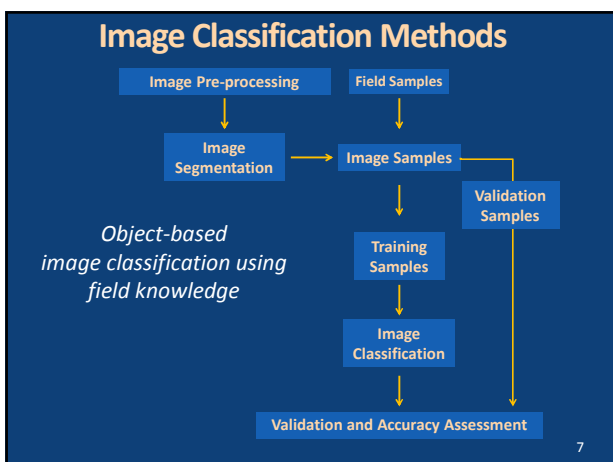 Image Classification Methods
Image Pre-processing
Field Samples
Image
Segmentation
Image Samples
Validation
Samples
Object-based
image classification using
field knowledge
Training
Samples
Image
Classification
Validation and Accuracy Assessment
7